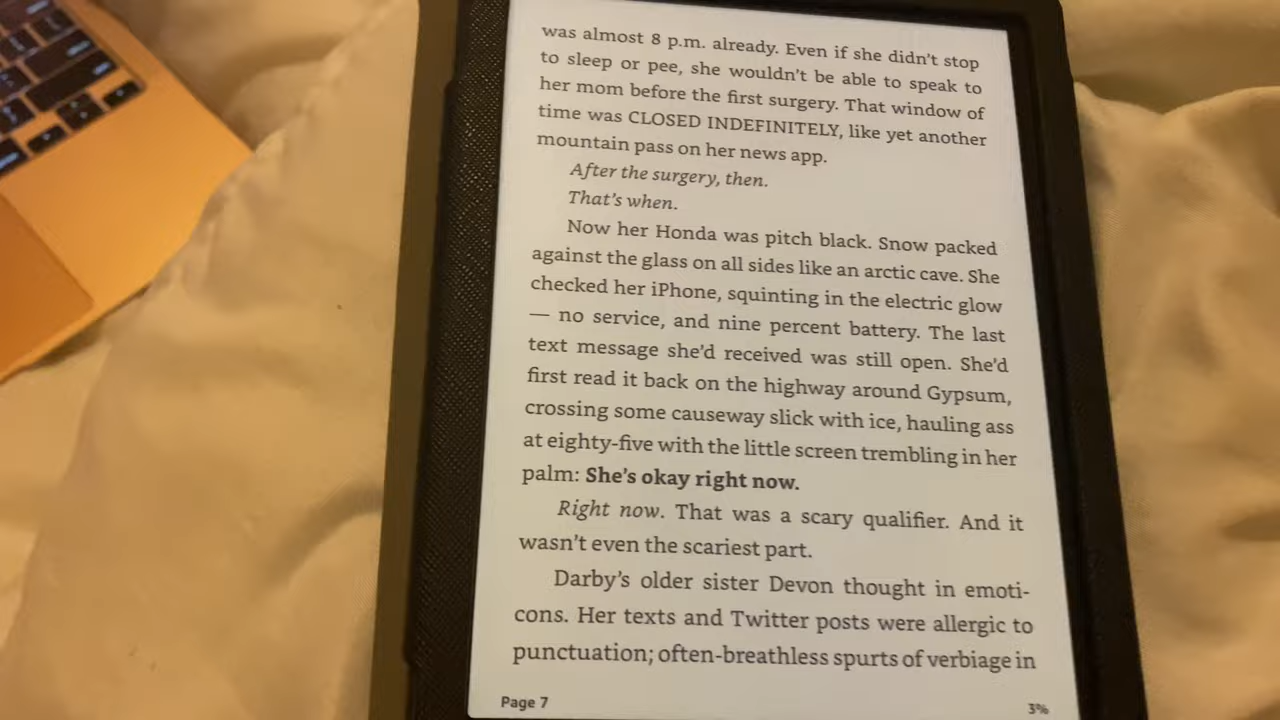 was almost 8 p.m. already. Even if she didn't stop
to sleep or pee, she wouldn't be able to speak to
her mom before the first surgery. That window of
time was CLOSED INDEFINITELY, like yet another
mountain pass on her news app.
After the surgery, then.
That's when.
Now her Honda was pitch black. Snow packed
against the glass on all sides like an arctic cave. She
checked her iPhone, squinting in the electric glow
— no service, and nine percent battery. The last
text message she'd received was still open. She'd
first read it back on the highway around Gypsum,
crossing some causeway slick with ice, hauling ass
at eighty-five with the little screen trembling in her
palm: She's okay right now.
Right now. That was a scary qualifier. And it
wasn't even the scariest part.
Darby's older sister Devon thought in emoti-
cons. Her texts and Twitter posts were allergic to
punctuation; often-breathless spurts of verbiage in
Page 7
3%